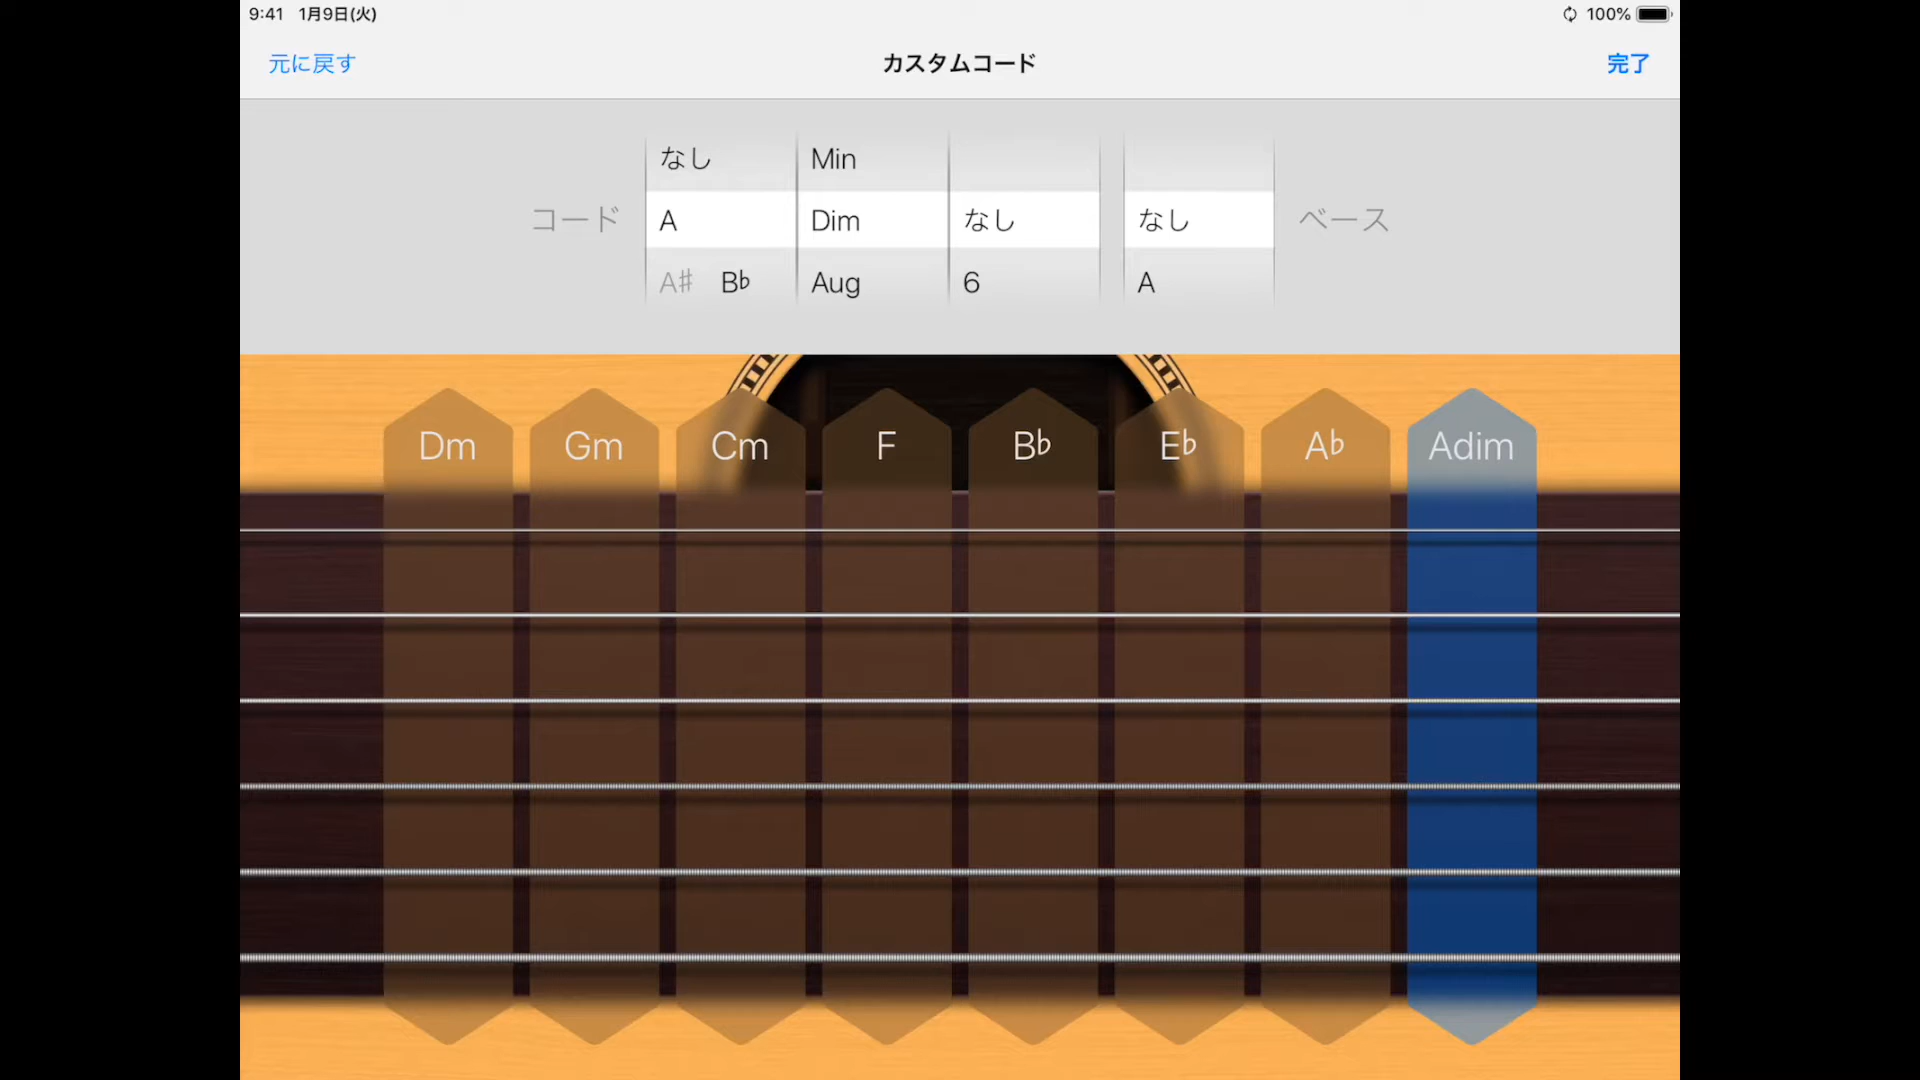 9:41 1月9日(火) 100%
元に戻す カスタムコード 完了
なし Min
コード A Dim なし なし ベース
A♯ B♭ Aug 6 A
Dm Gm Cm F B♭ E♭ A♭ Adim